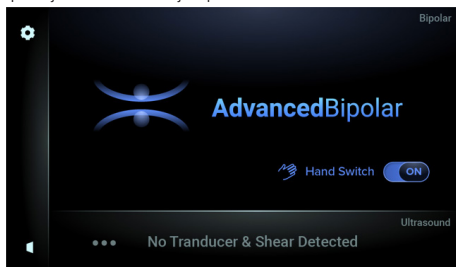 Bipolar
AdvancedBipolar
Hand Switch ON
Ultrasound
No Tranducer & Shear Detected